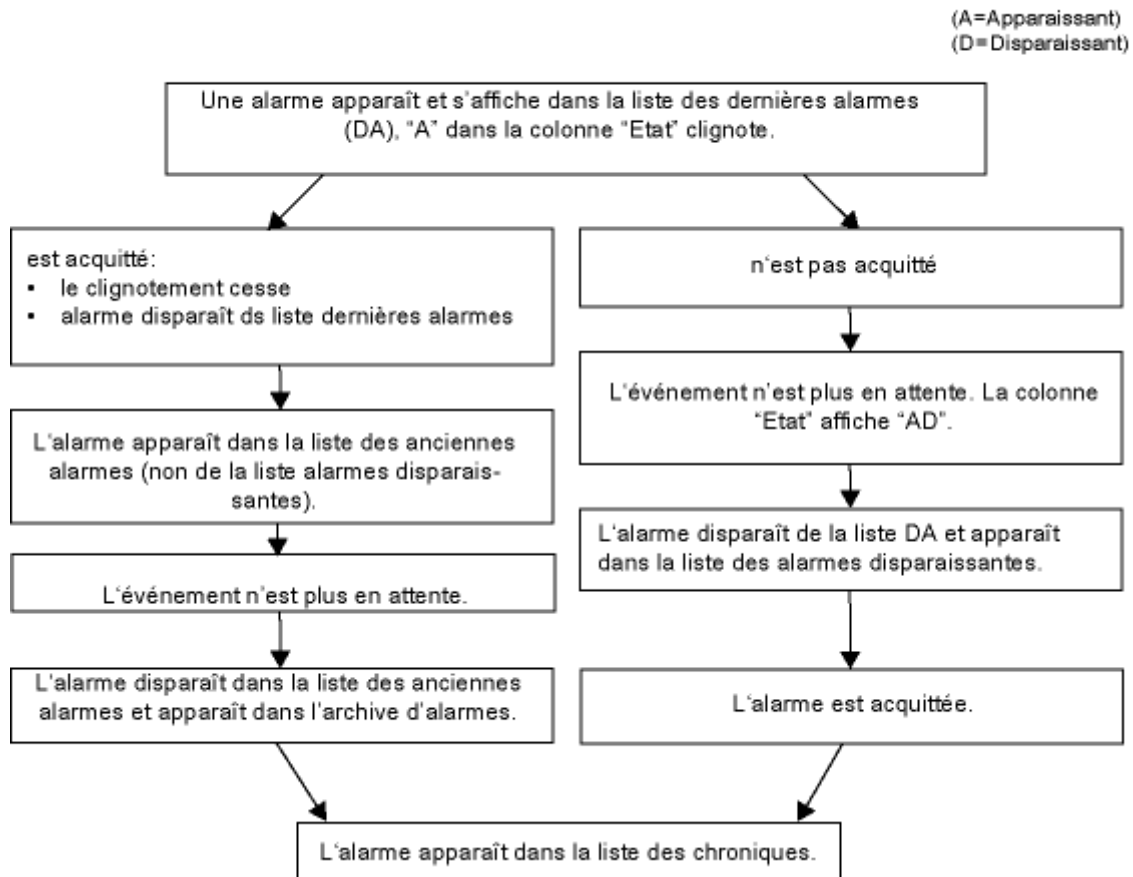 (A=Apparaissant)
(D=Disparaissant)
Une alarme apparaît et s‘affiche dans la liste des dernières alarmes
(DA), “A” dans la colonne “Etat” clignote.
est acquitté:
• le clignotement cesse
• alarme disparaît ds liste dernières alarmes
n‘est pas acquitté
L‘événement n‘est plus en attente. La colonne
“Etat” affiche “AD”.
L‘alarme apparaît dans la liste des anciennes
alarmes (non de la liste alarmes disparais-
santes).
L‘alarme disparaît de la liste DA et apparaît
dans la liste des alarmes disparaissantes.
L‘événement n‘est plus en attente.
L‘alarme disparaît dans la liste des anciennes
alarmes et apparaît dans l‘archive d‘alarmes.
L‘alarme est acquittée.
L‘alarme apparaît dans la liste des chroniques.